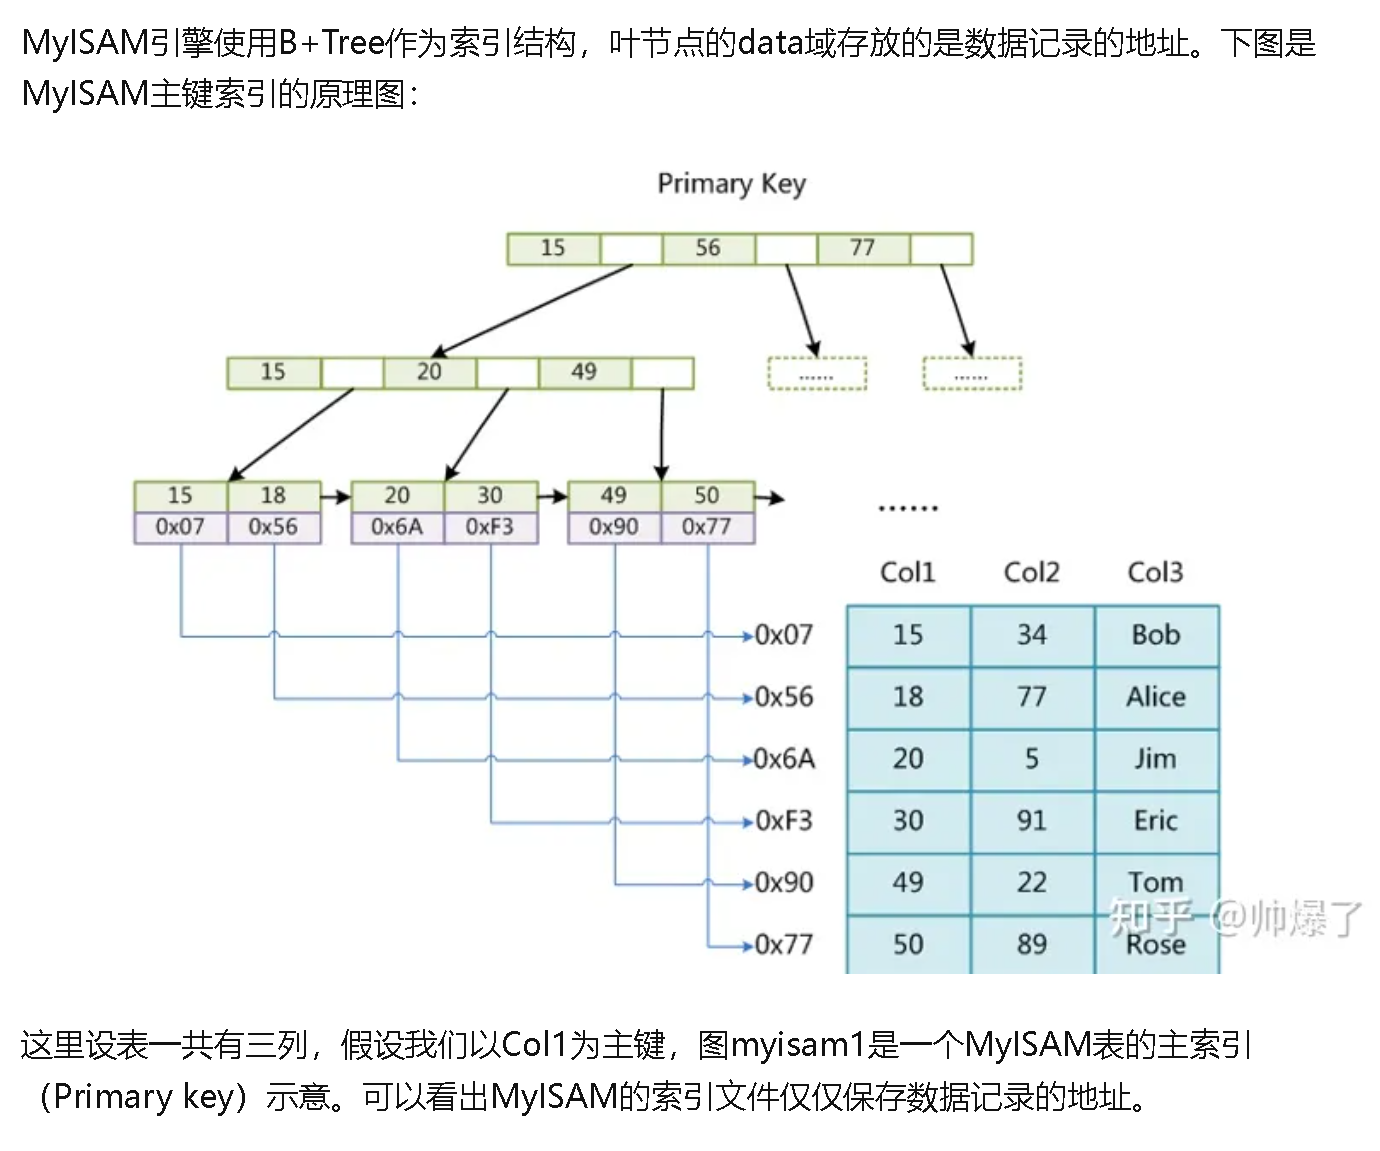 MyISAM引擎使用B+Tree作为索引结构，叶节点的data域存放的是数据记录的地址。下图是
MyISAM主键索引的原理图：
Primary Key
15 56 77
15 20 49 ...... ......
15 18 20 30 49 50
0x07 0x56 0x6A 0xF3 0x90 0x77
......
Col1 Col2 Col3
0x07 15 34 Bob
0x56 18 77 Alice
0x6A 20 5 Jim
0xF3 30 91 Eric
0x90 49 22 Tom
知乎 @帅爆了
0x77 50 89 Rose
这里设表一共有三列，假设我们以Col1为主键，图myisam1是一个MyISAM表的主索引
（Primary key）示意。可以看出MyISAM的索引文件仅仅保存数据记录的地址。